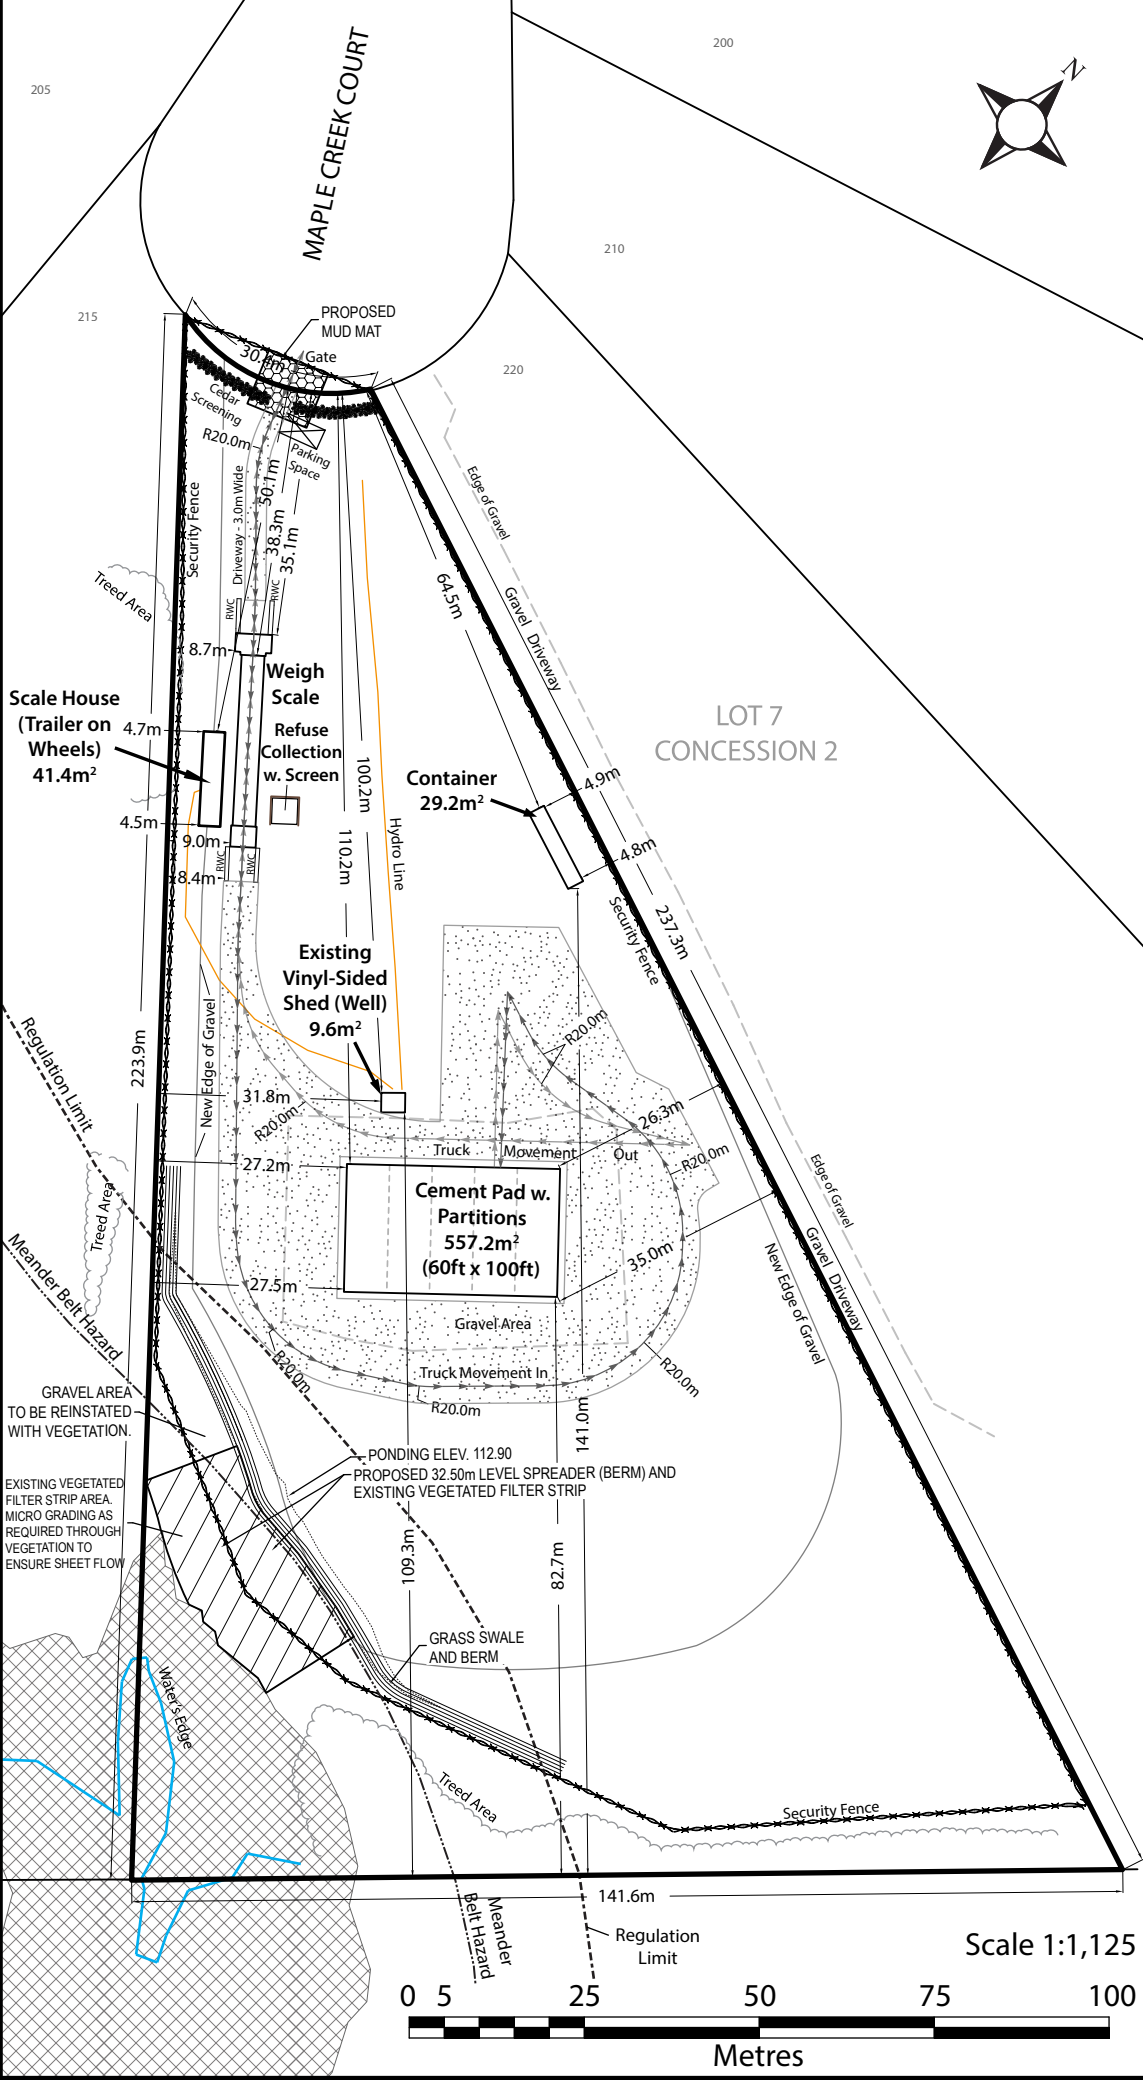 200
205
N
MAPLE CREEK COURT
210
215
PROPOSED
MUD MAT
30.4m
Gate
220
Cedar
Screening
R20.0m
Parking
Space
Edge of Gravel
Security Fence
Driveway - 3.0m Wide
50.1m
38.3m
35.1m
Treed Area
RWC
RWC
64.5m
Gravel Driveway
8.7m
Weigh
Scale
Scale House
(Trailer on
Wheels)
41.4m²
4.7m
Refuse
Collection
w. Screen
LOT 7
CONCESSION 2
100.2m
Container
29.2m²
4.9m
4.5m
9.0m
110.2m
Hydro Line
4.8m
RWC
RWC
8.4m
Security Fence
237.3m
Existing
Vinyl-Sided
Shed (Well)
9.6m²
R20.0m
Regulation Limit
223.9m
New Edge of Gravel
31.8m
R20.0m
26.3m
Truck Movement Out
R20.0m
27.2m
Edge of Gravel
Treed Area
Cement Pad w.
Partitions
557.2m²
(60ft x 100ft)
35.0m
Meander Belt Hazard
27.5m
New Edge of Gravel
Gravel Driveway
Gravel Area
R20.0m
Truck Movement In
R20.0m
R20.0m
GRAVEL AREA
TO BE REINSTATED
WITH VEGETATION.
141.0m
PONDING ELEV. 112.90
PROPOSED 32.50m LEVEL SPREADER (BERM) AND
EXISTING VEGETATED FILTER STRIP
EXISTING VEGETATED
FILTER STRIP AREA.
MICRO GRADING AS
REQUIRED THROUGH
VEGETATION TO
ENSURE SHEET FLOW
109.3m
82.7m
GRASS SWALE
AND BERM
Water's Edge
Treed Area
Security Fence
141.6m
Meander
Belt Hazard
Regulation
Limit
Scale 1:1,125
0 5 25 50 75 100
Metres